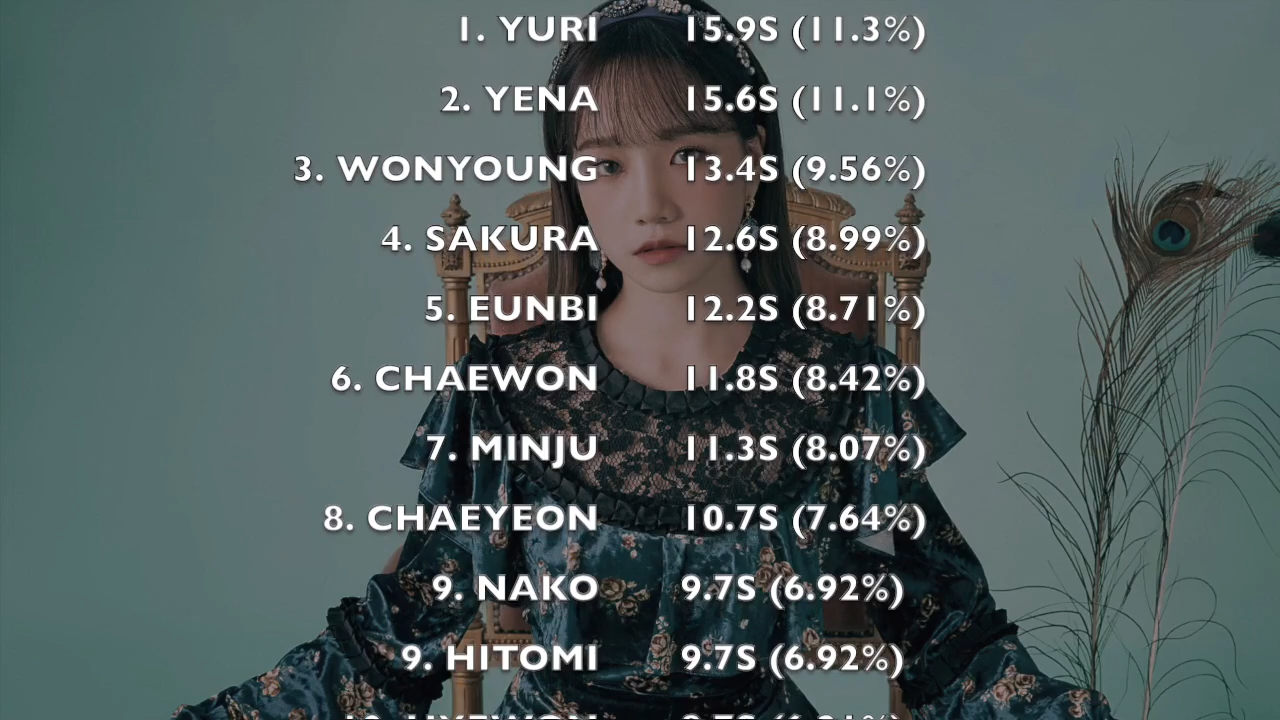 1. YURI 15.9S (11.3%)
2. YENA 15.6S (11.1%)
3. WONYOUNG 13.4S (9.56%)
4. SAKURA 12.6S (8.99%)
5. EUNBI 12.2S (8.71%)
6. CHAEWON 11.8S (8.42%)
7. MINJU 11.3S (8.07%)
8. CHAEYEON 10.7S (7.64%)
9. NAKO 9.7S (6.92%)
9. HITOMI 9.7S (6.92%)